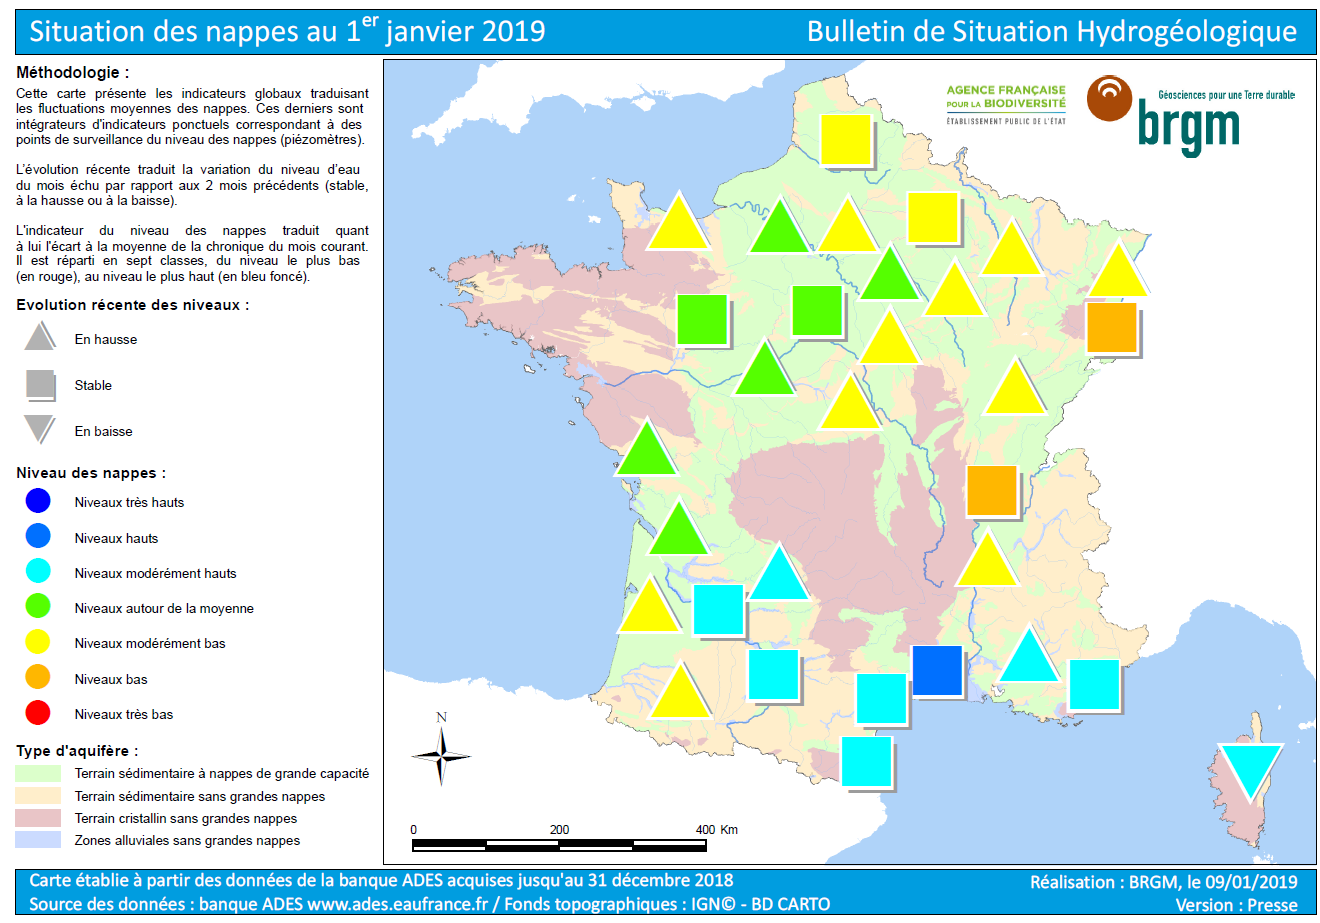 Situation des nappes au 1er janvier 2019
Bulletin de Situation Hydrogéologique
Méthodologie :
Cette carte présente les indicateurs globaux traduisant
les fluctuations moyennes des nappes. Ces derniers sont
intégrateurs d'indicateurs ponctuels correspondant à des
points de surveillance du niveau des nappes (piézomètres).
L'évolution récente traduit la variation du niveau d'eau
du mois échu par rapport aux 2 mois précédents (stable,
à la hausse ou à la baisse).
L'indicateur du niveau des nappes traduit quant
à lui l'écart à la moyenne de la chronique du mois courant.
Il est réparti en sept classes, du niveau le plus bas
(en rouge), au niveau le plus haut (en bleu foncé).
Evolution récente des niveaux :
En hausse
Stable
En baisse
Niveau des nappes :
Niveaux très hauts
Niveaux hauts
Niveaux modérément hauts
Niveaux autour de la moyenne
Niveaux modérément bas
Niveaux bas
Niveaux très bas
Type d'aquifère :
Terrain sédimentaire à nappes de grande capacité
Terrain sédimentaire sans grandes nappes
Terrain cristallin sans grandes nappes
Zones alluviales sans grandes nappes
AGENCE FRANÇAISE
POUR LA BIODIVERSITÉ
ÉTABLISSEMENT PUBLIC DE L'ÉTAT
Géosciences pour une Terre durable
brgm
N
0 200 400 Km
Carte établie à partir des données de la banque ADES acquises jusqu'au 31 décembre 2018
Source des données : banque ADES www.ades.eaufrance.fr / Fonds topographiques : IGN© - BD CARTO
Réalisation : BRGM, le 09/01/2019
Version : Presse